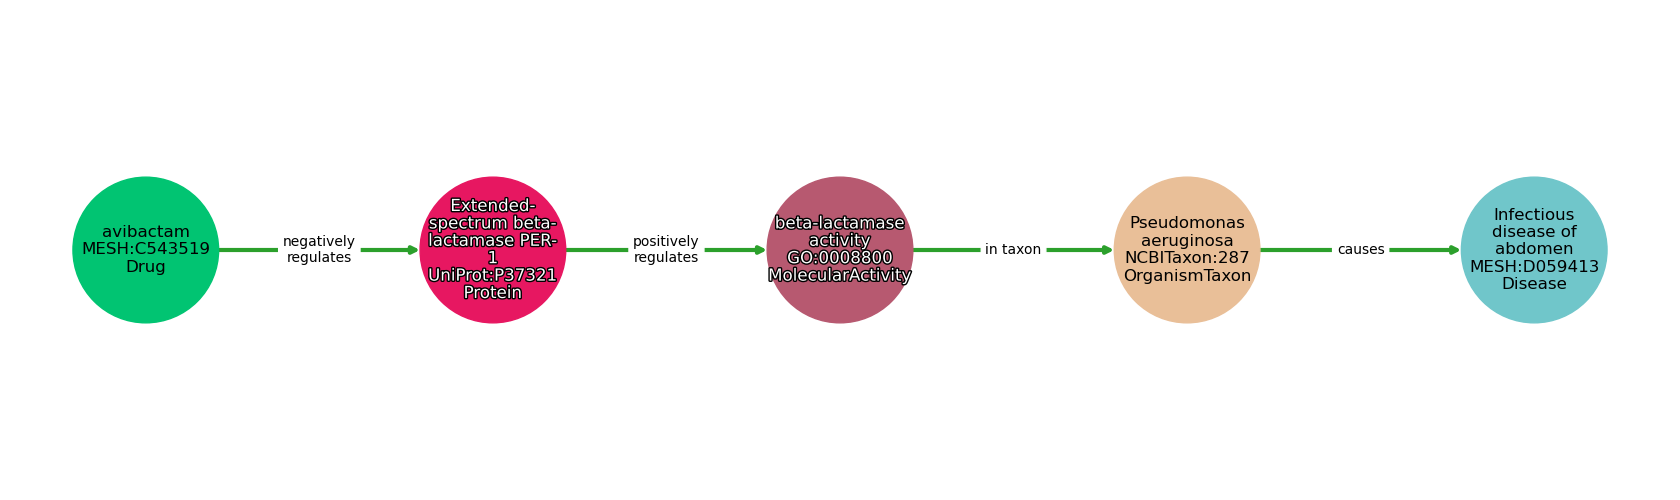 avibactam
MESH:C543519
Drug
negatively
regulates
Extended-
spectrum beta-
lactamase PER-
1
UniProt:P37321
Protein
positively
regulates
beta-lactamase
activity
GO:0008800
MolecularActivity
in taxon
Pseudomonas
aeruginosa
NCBITaxon:287
OrganismTaxon
causes
Infectious
disease of
abdomen
MESH:D059413
Disease